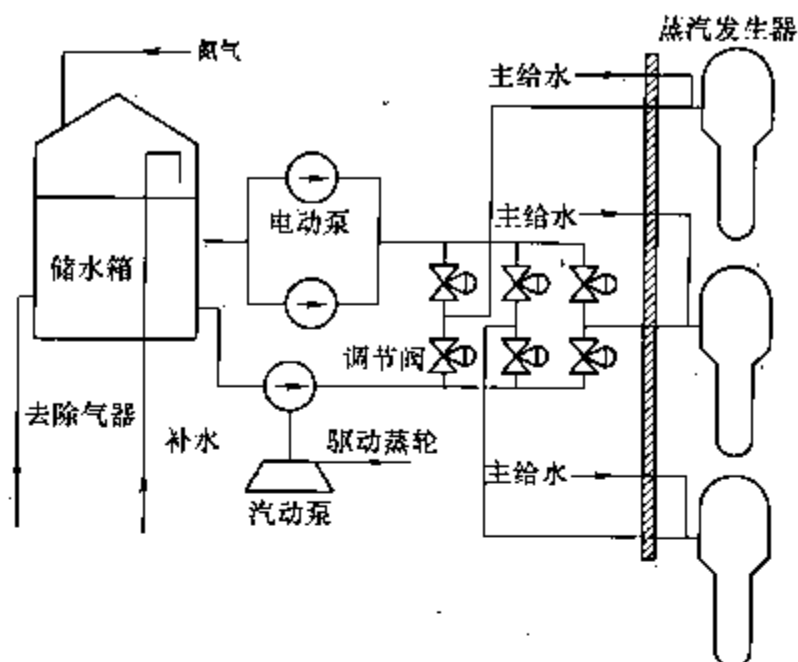 蒸汽发生器
氮气
主给水
主给水
电动泵
储水箱
调节阀
去除气器
补水
驱动蒸轮
主给水
汽动泵